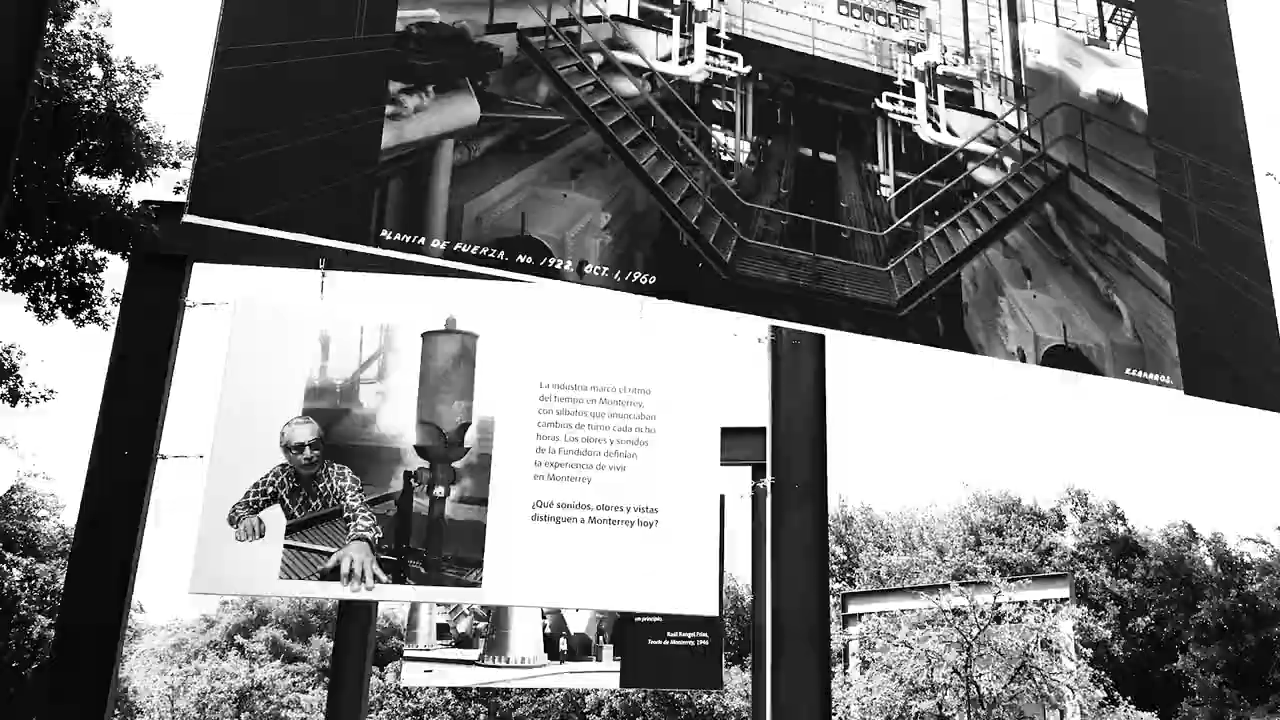 PLANTA DE FUERZA. NO. 1922. OCT. 1, 1960
La industria marcó el ritmo
del tiempo en Monterrey,
con silbatos que anunciaban
cambios de turno cada ocho
horas. Los olores y sonidos
de la Fundidora definían
la experiencia de vivir
en Monterrey
¿Qué sonidos, olores y vistas
distinguen a Monterrey hoy?
un principio.
Raúl Rangel Frías,
Teoría de Monterrey, 1946